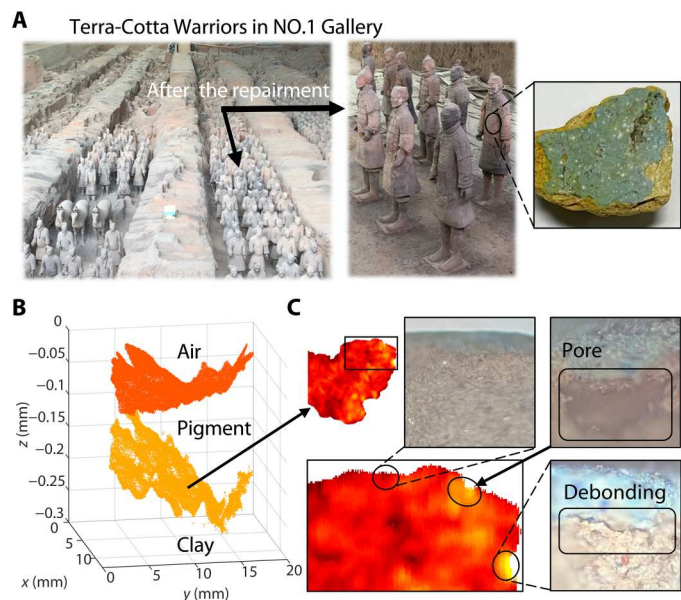 A
Terra-Cotta Warriors in NO.1 Gallery
After the repairment
B
0
−0.05
−0.1
−0.15
−0.2
−0.25
−0.3
z (mm)
Air
Pigment
Clay
0
5
10
x (mm)
0
5
10
15
20
y (mm)
C
Pore
Debonding